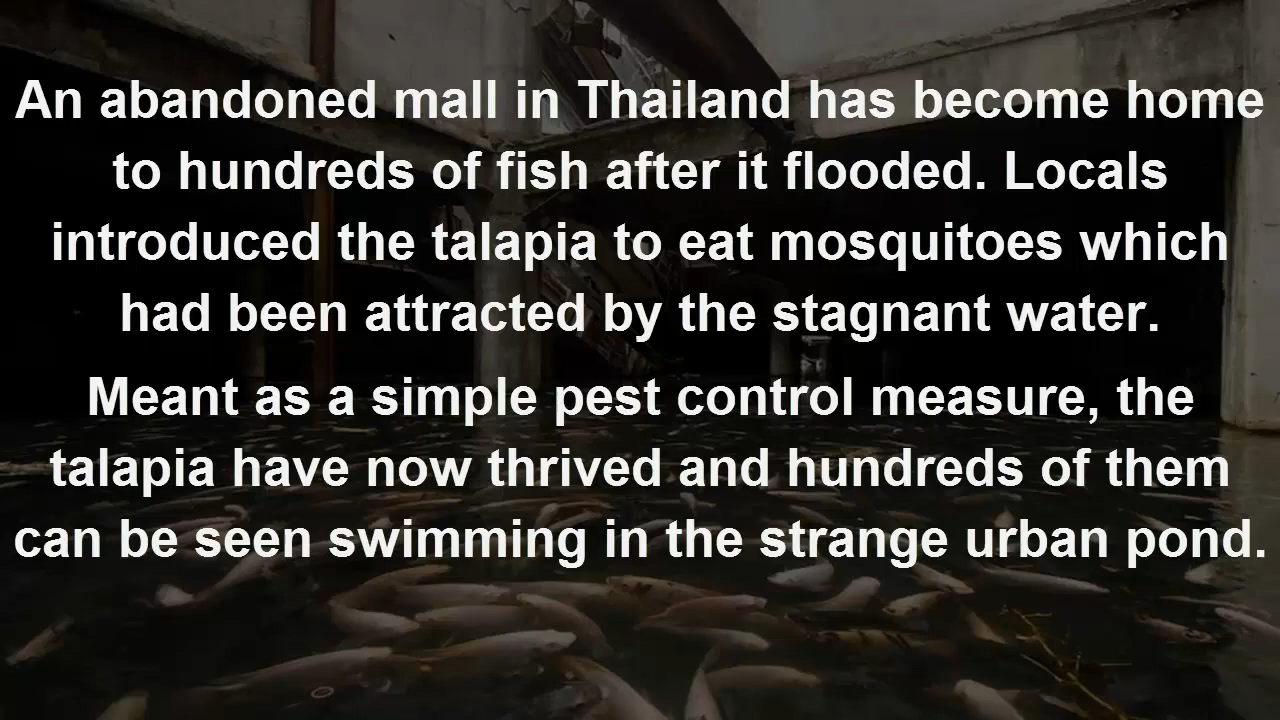 An abandoned mall in Thailand has become home
to hundreds of fish after it flooded. Locals
introduced the talapia to eat mosquitoes which
had been attracted by the stagnant water.
Meant as a simple pest control measure, the
talapia have now thrived and hundreds of them
can be seen swimming in the strange urban pond.